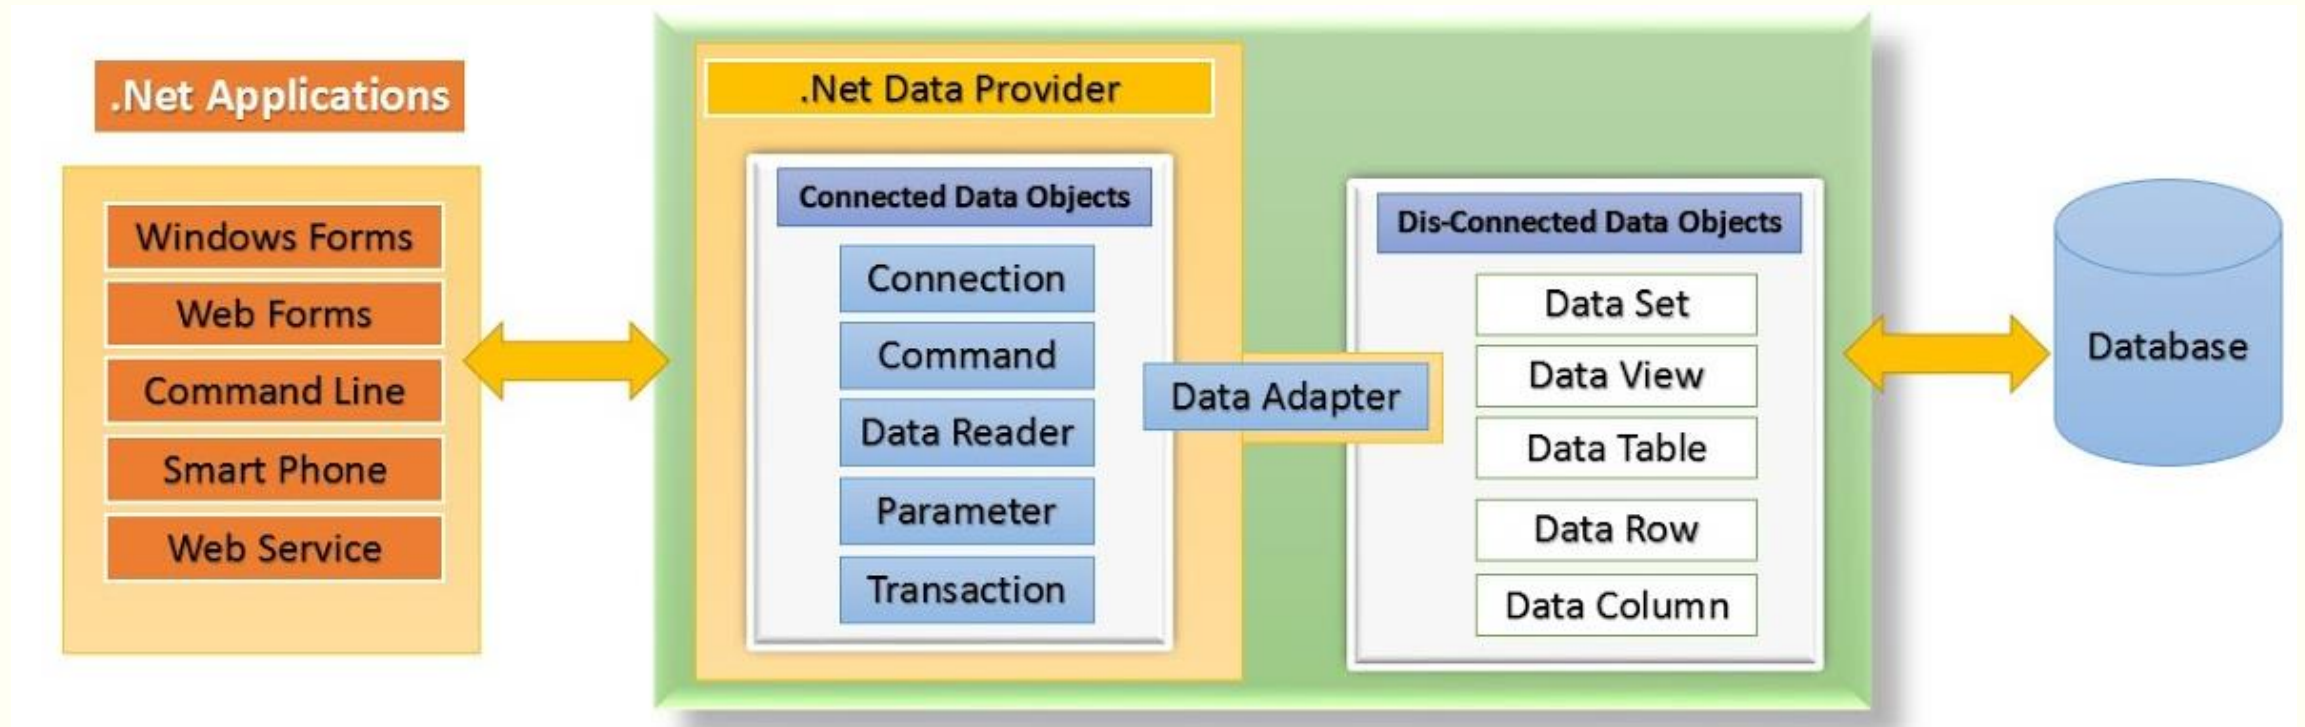 .Net Applications
Windows Forms
Web Forms
Command Line
Smart Phone
Web Service
.Net Data Provider
Connected Data Objects
Connection
Command
Data Reader
Parameter
Transaction
Data Adapter
Dis-Connected Data Objects
Data Set
Data View
Data Table
Data Row
Data Column
Database